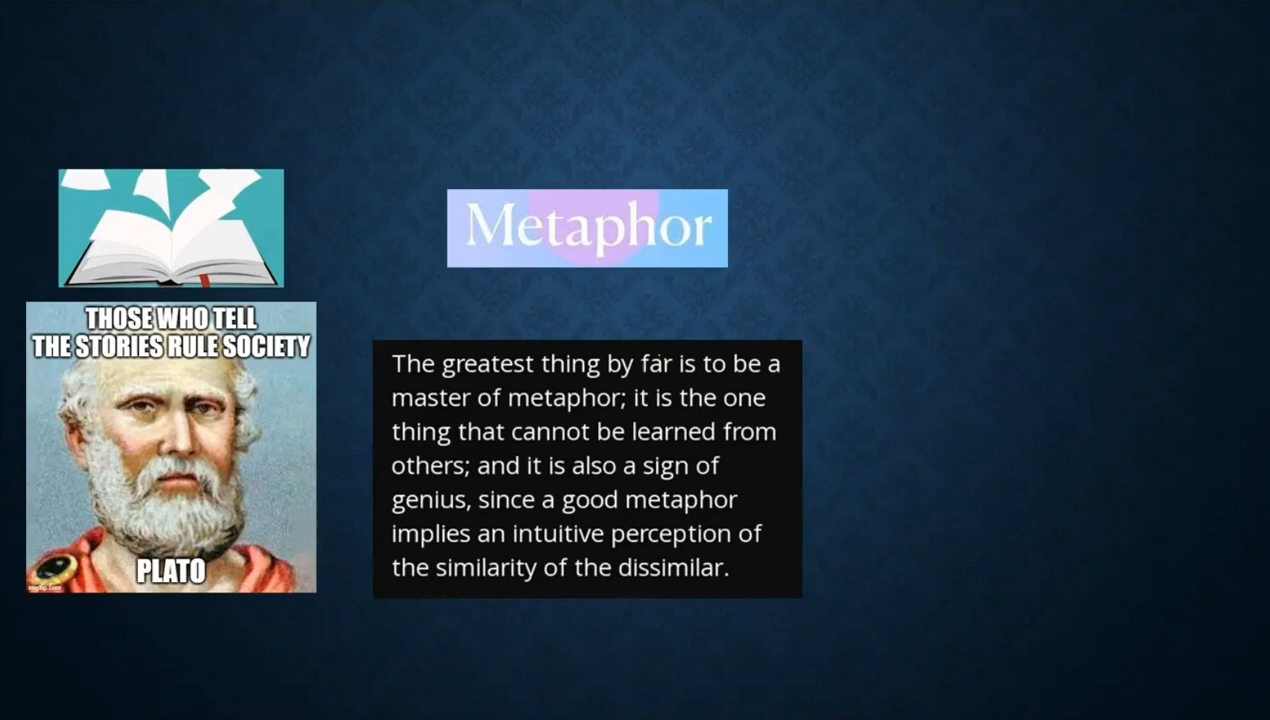 THOSE WHO TELL
THE STORIES RULE SOCIETY
PLATO
imgflip.com
Metaphor
The greatest thing by far is to be a
master of metaphor; it is the one
thing that cannot be learned from
others; and it is also a sign of
genius, since a good metaphor
implies an intuitive perception of
the similarity of the dissimilar.